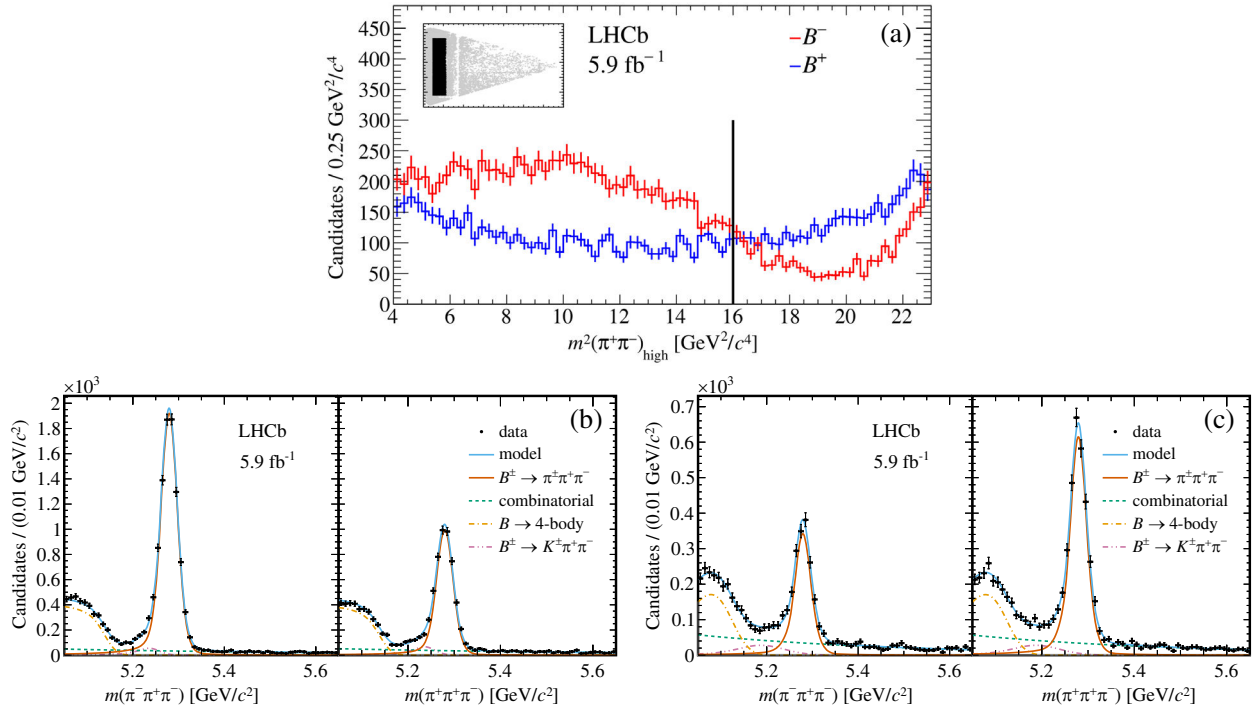 (a)
LHCb
5.9 fb⁻¹
B⁻
B⁺
Candidates / 0.25 GeV²/c⁴
450
400
350
300
250
200
150
100
50
0
4 6 8 10 12 14 16 18 20 22
m²(π⁺π⁻)high [GeV²/c⁴]
×10³
(b)
LHCb
5.9 fb⁻¹
data
model
B± → π±π⁺π⁻
combinatorial
B → 4-body
B± → K±π⁺π⁻
Candidates / (0.01 GeV/c²)
2
1.8
1.6
1.4
1.2
1
0.8
0.6
0.4
0.2
0
5.2 5.4 5.6 5.2 5.4 5.6
m(π⁻π⁺π⁻) [GeV/c²] m(π⁺π⁺π⁻) [GeV/c²]
×10³
(c)
LHCb
5.9 fb⁻¹
data
model
B± → π±π⁺π⁻
combinatorial
B → 4-body
B± → K±π⁺π⁻
Candidates / (0.01 GeV/c²)
0.7
0.6
0.5
0.4
0.3
0.2
0.1
0
5.2 5.4 5.6 5.2 5.4 5.6
m(π⁻π⁺π⁻) [GeV/c²] m(π⁺π⁺π⁻) [GeV/c²]